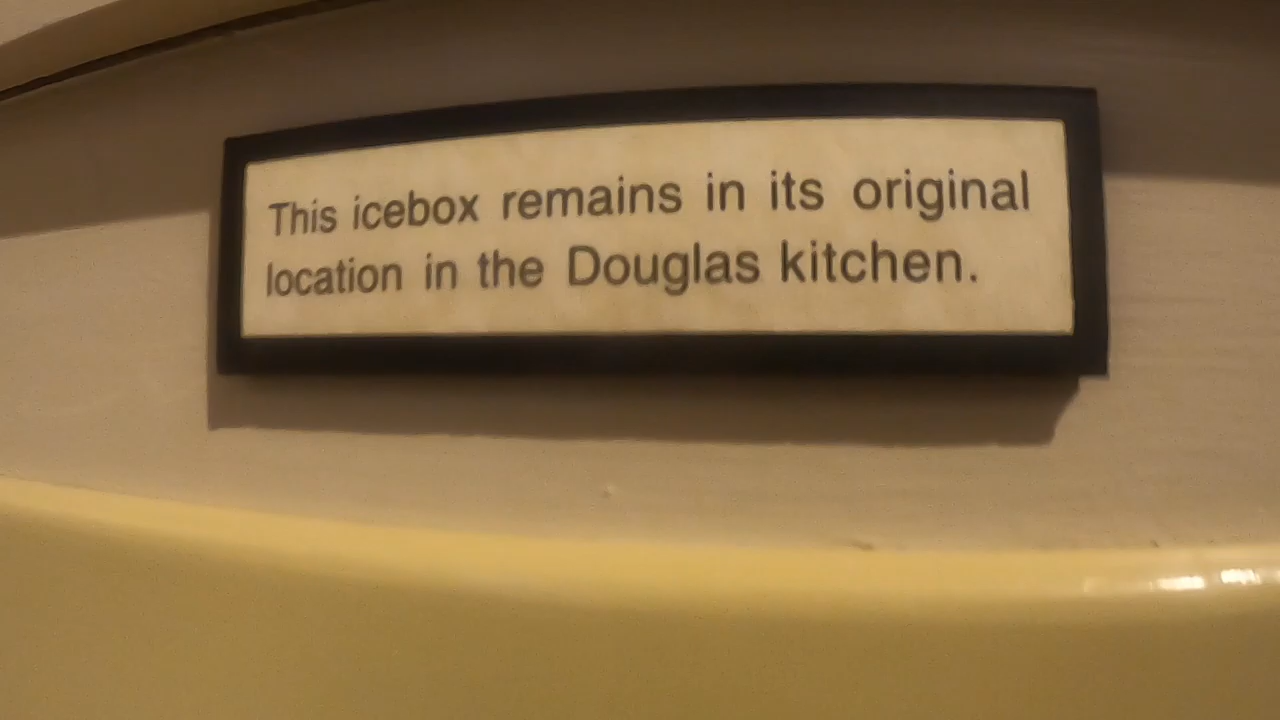 This icebox remains in its original
location in the Douglas kitchen.